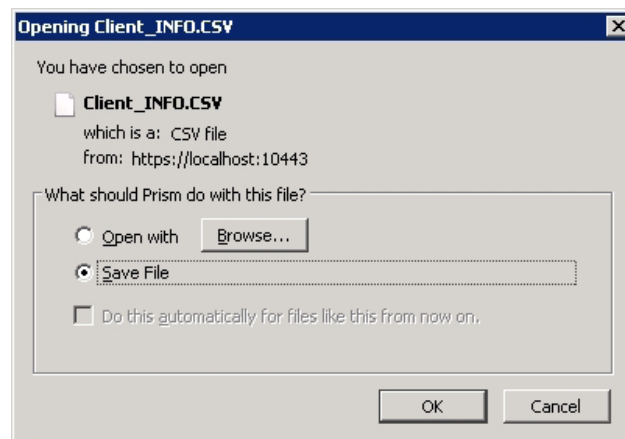 Opening Client_INFO.CSV
You have chosen to open
Client_INFO.CSV
which is a: CSV file
from: https://localhost:10443
What should Prism do with this file?
Open with Browse...
Save File
Do this automatically for files like this from now on.
OK Cancel